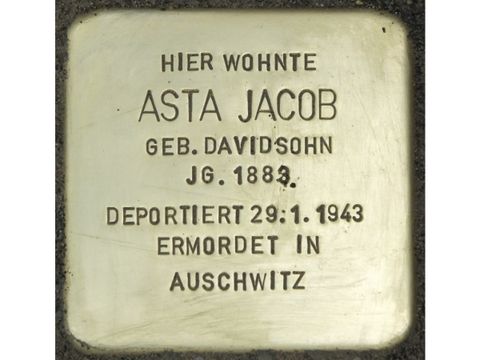 HIER WOHNTE
ASTA JACOB
GEB. DAVIDSOHN
JG. 1883.
DEPORTIERT 29.1.1943
ERMORDET IN
AUSCHWITZ